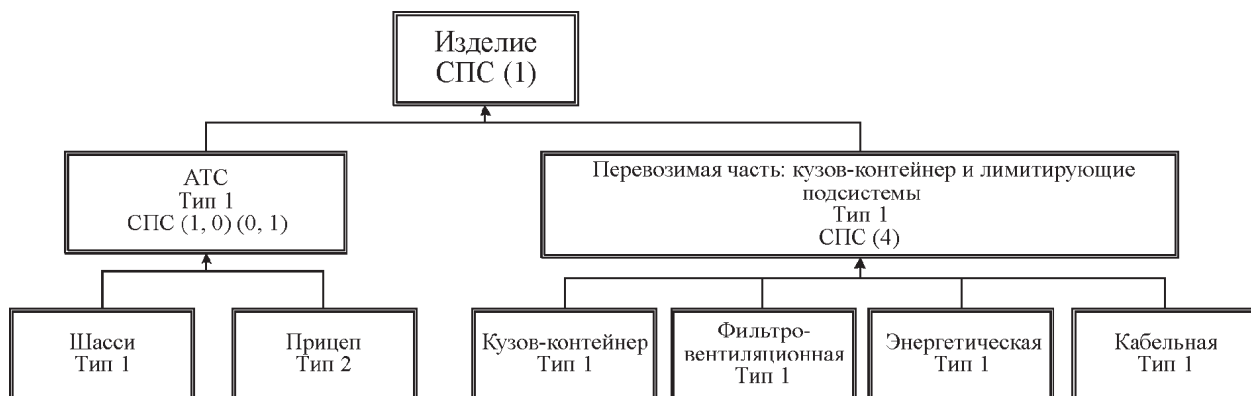 Изделие
СПС (1)
АТС
Тип 1
СПС (1, 0) (0, 1)
Перевозимая часть: кузов-контейнер и лимитирующие
подсистемы
Тип 1
СПС (4)
Шасси
Тип 1
Прицеп
Тип 2
Кузов-контейнер
Тип 1
Фильтро-
вентиляционная
Тип 1
Энергетическая
Тип 1
Кабельная
Тип 1